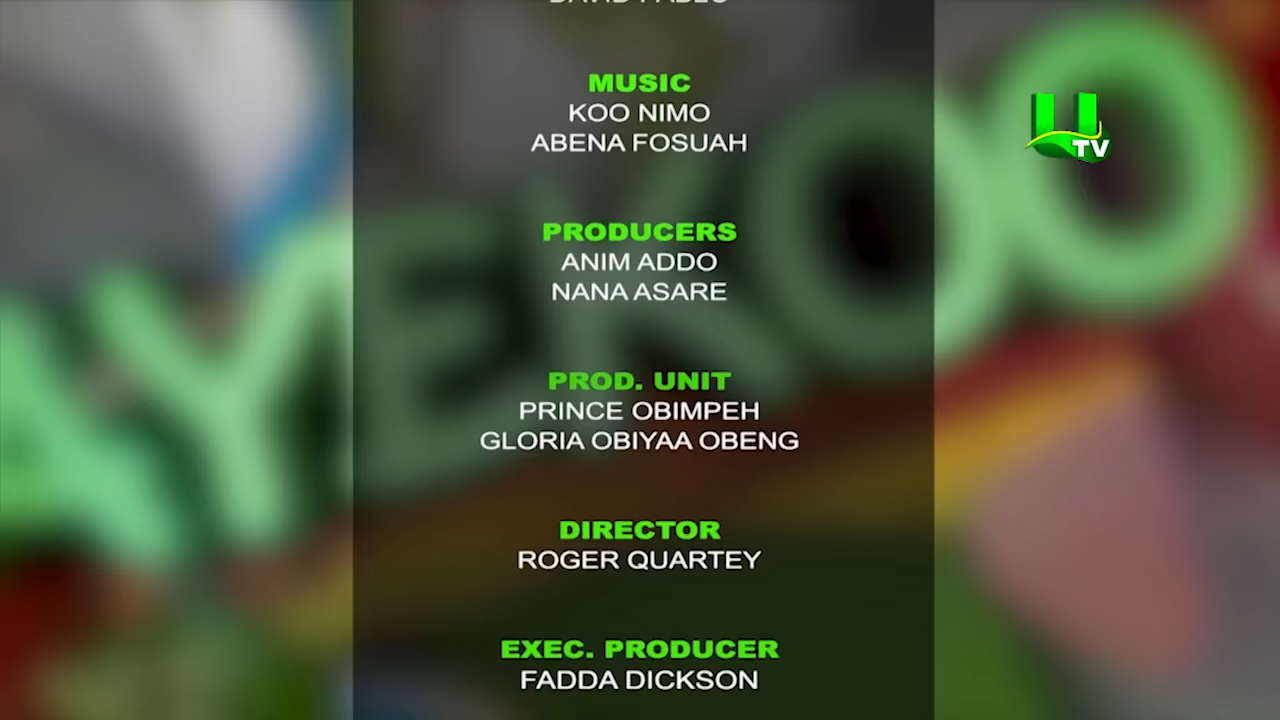 MUSIC
KOO NIMO
ABENA FOSUAH
PRODUCERS
ANIM ADDO
NANA ASARE
PROD. UNIT
PRINCE OBIMPEH
GLORIA OBIYAA OBENG
DIRECTOR
ROGER QUARTEY
EXEC. PRODUCER
FADDA DICKSON
U TV
AYEKOO